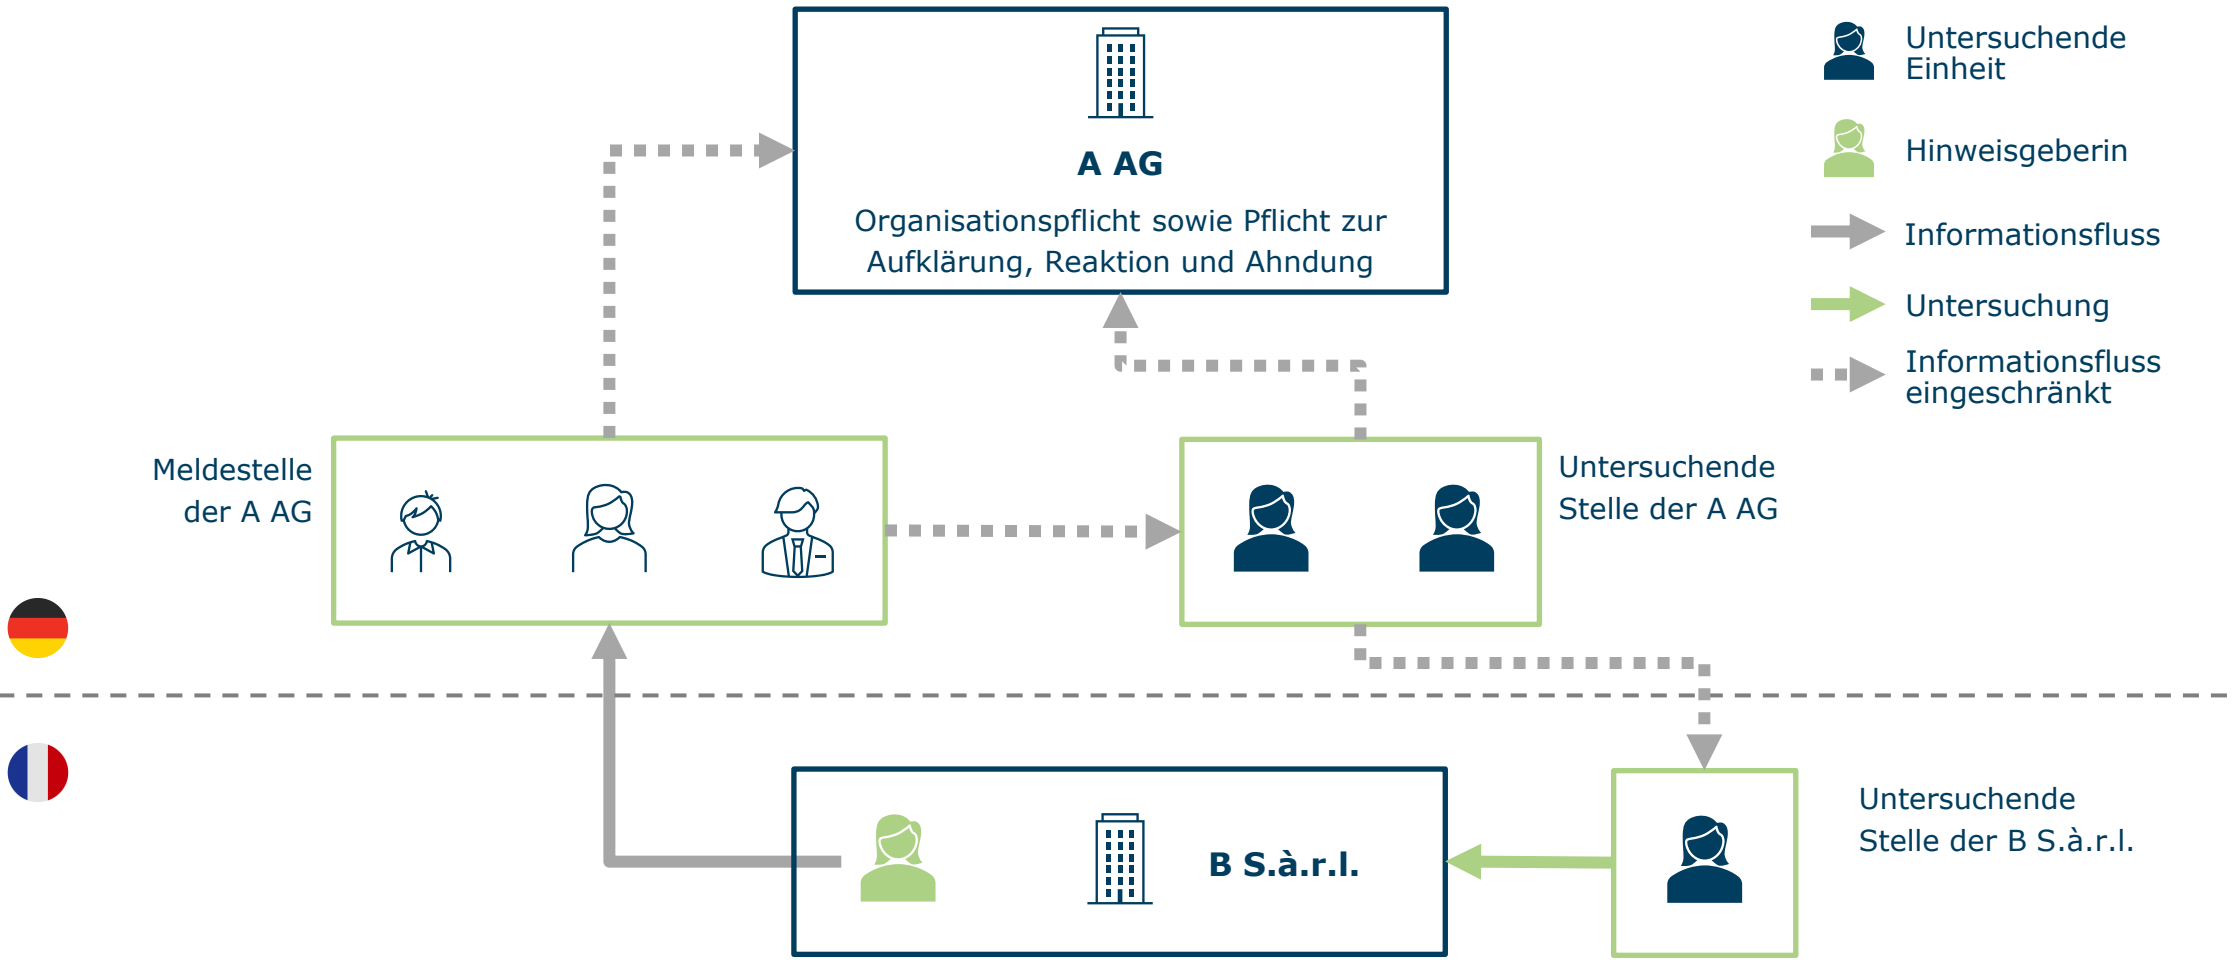 A AG
Organisationspflicht sowie Pflicht zur
Aufklärung, Reaktion und Ahndung
Untersuchende
Einheit
Hinweisgeberin
Informationsfluss
Untersuchung
Informationsfluss
eingeschränkt
Meldestelle
der A AG
Untersuchende
Stelle der A AG
B S.à.r.l.
Untersuchende
Stelle der B S.à.r.l.